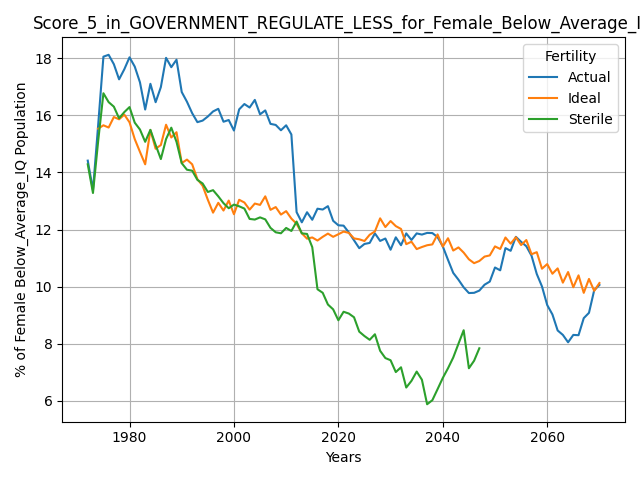 Score_5_in_GOVERNMENT_REGULATE_LESS_for_Female_Below_Average_I
% of Female Below_Average_IQ Population
18
16
14
12
10
8
6
Fertility
Actual
Ideal
Sterile
1980
2000
2020
2040
2060
Years